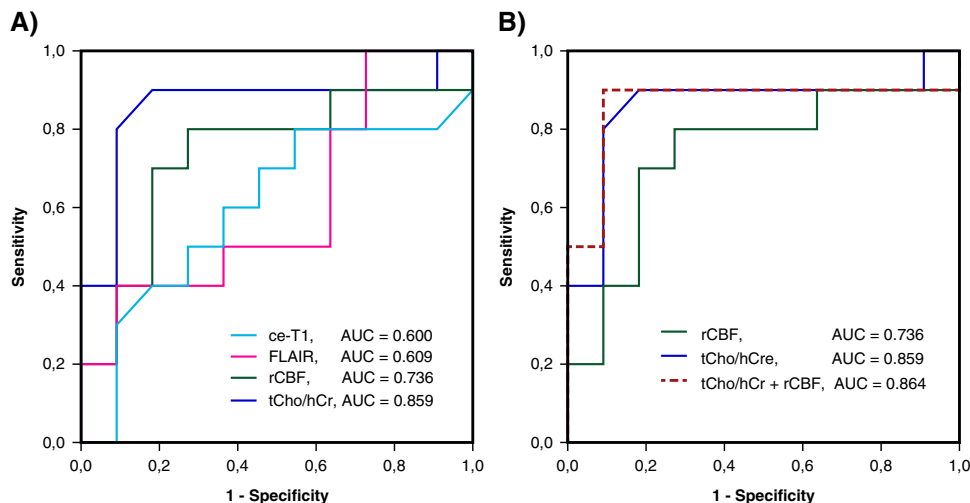 A)
Sensitivity
1,0
0,8
0,6
0,4
0,2
0,0
ce-T1, AUC = 0.600
FLAIR, AUC = 0.609
rCBF, AUC = 0.736
tCho/hCr, AUC = 0.859
0,0 0,2 0,4 0,6 0,8 1,0
1 - Specificity
B)
Sensitivity
1,0
0,8
0,6
0,4
0,2
0,0
rCBF, AUC = 0.736
tCho/hCre, AUC = 0.859
tCho/hCr + rCBF, AUC = 0.864
0,0 0,2 0,4 0,6 0,8 1,0
1 - Specificity